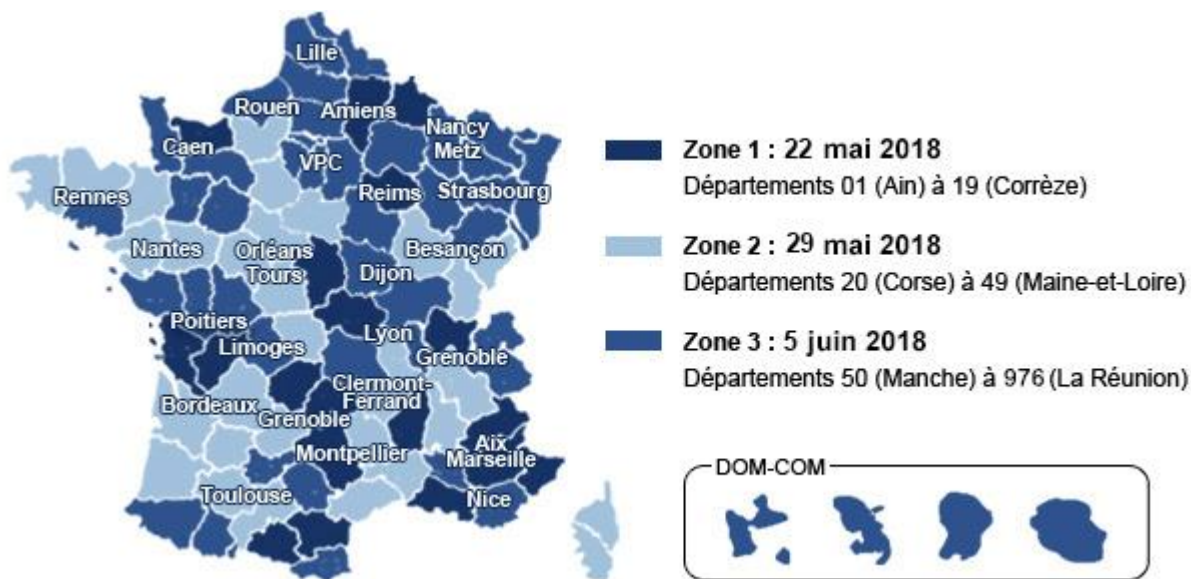 Lille
Rouen
Amiens
Nancy
Metz
Caen
VPC
Reims
Strasbourg
Rennes
Nantes
Orléans
Tours
Besançon
Dijon
Poitiers
Limoges
Lyon
Grenoble
Clermont-
Ferrand
Bordeaux
Grenoble
Montpellier
Aix
Marseille
Toulouse
Nice
Zone 1 : 22 mai 2018
Départements 01 (Ain) à 19 (Corrèze)
Zone 2 : 29 mai 2018
Départements 20 (Corse) à 49 (Maine-et-Loire)
Zone 3 : 5 juin 2018
Départements 50 (Manche) à 976 (La Réunion)
DOM-COM